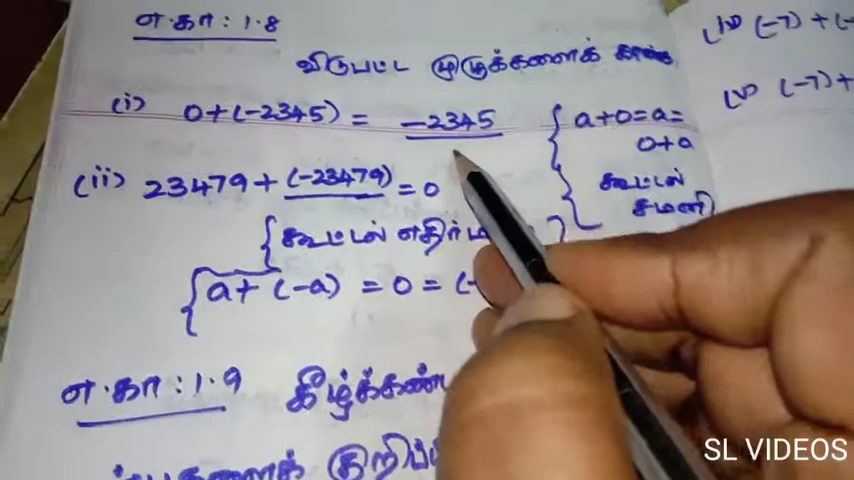 எ.கா : 1.8
விடுபட்ட முழுக்களைக் காண்க
(i) 0+(-2345) = -2345 { a+0=a=
0+a
கூட்டல்
சமனி
(ii) 23479 + (-23479) = 0
{ கூட்டல் எதிர்ம
{ a+ (-a) = 0 = (-
எ.கா : 1.9 கீழ்க்கண்
குறிப்
(iv) (-7) + (-
(v) (-7) +
SL VIDEOS